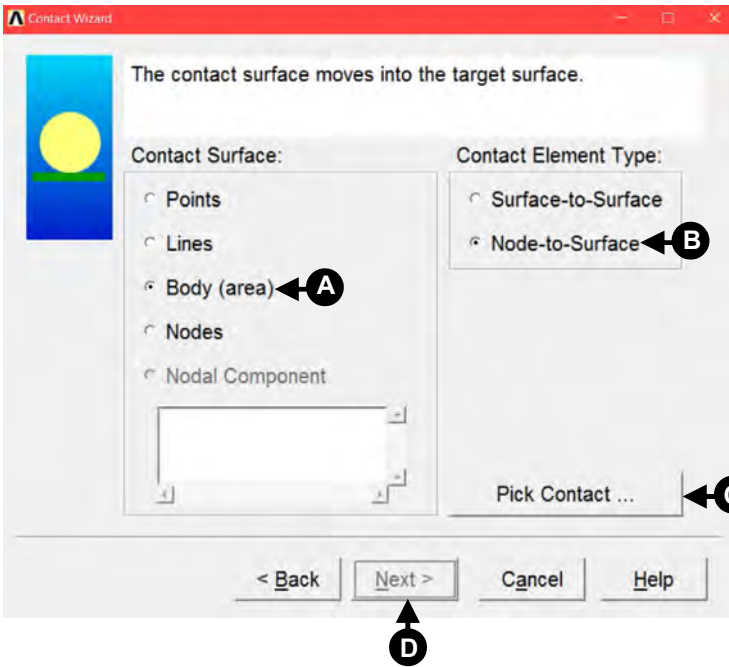 Contact Wizard
The contact surface moves into the target surface.
Contact Surface:
Points
Lines
Body (area)
A
Nodes
Nodal Component
Contact Element Type:
Surface-to-Surface
Node-to-Surface
B
Pick Contact ...
C
< Back
Next >
Cancel
Help
D